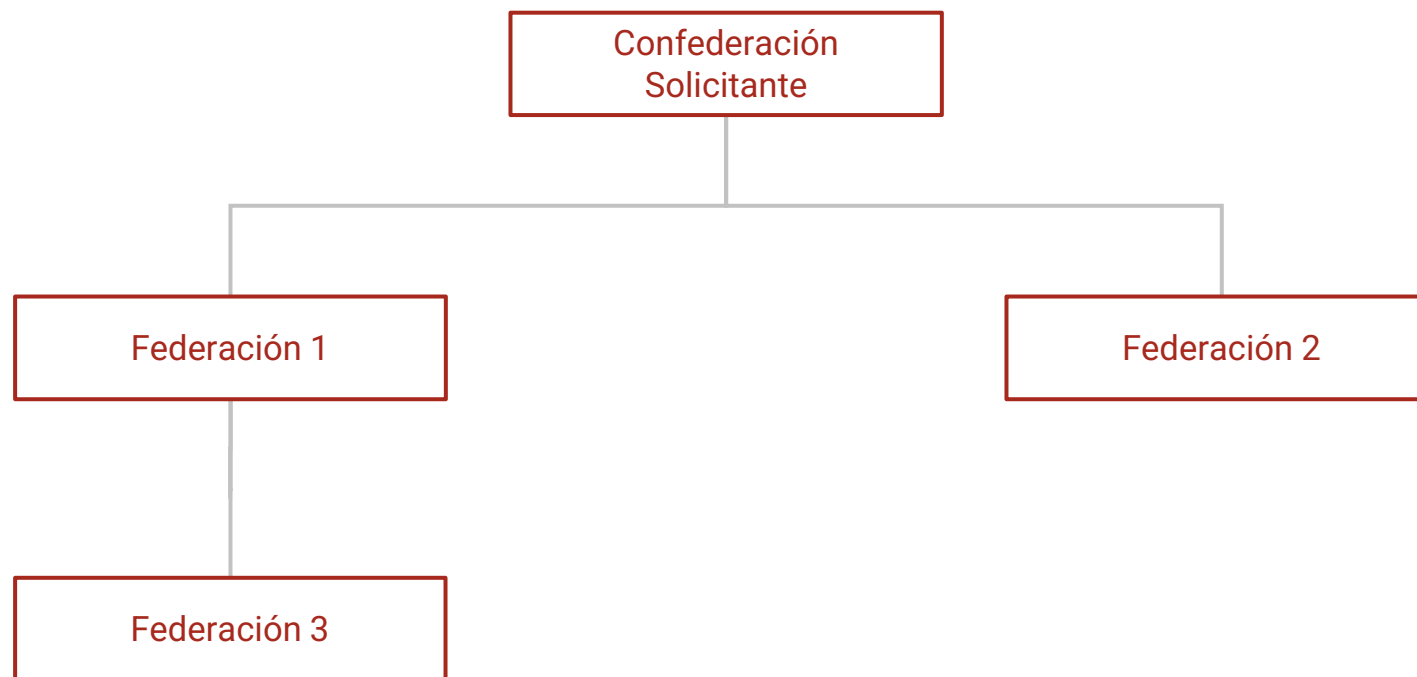 Confederación
Solicitante
Federación 1
Federación 2
Federación 3